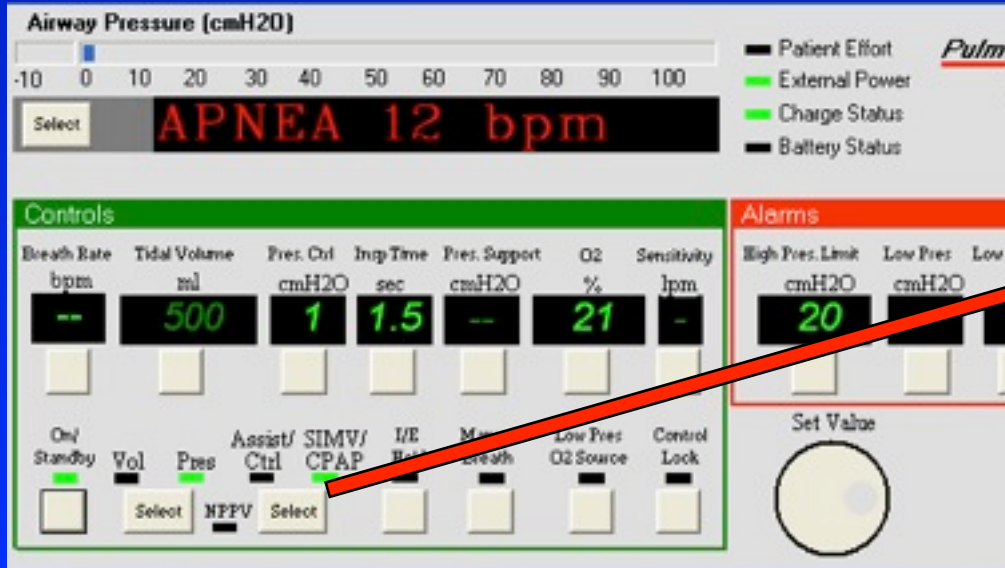 Airway Pressure (cmH2O)
-10 0 10 20 30 40 50 60 70 80 90 100
Select
APNEA 12 bpm
Patient Effort
External Power
Charge Status
Battery Status
Pulm
Controls
Breath Rate Tidal Volume Pres. Ctrl Insp Time Pres. Support O2 Sensitivity
bpm ml cmH2O sec cmH2O % lpm
-- 500 1 1.5 -- 21 -
On/ Standby
Vol Pres
Assist/ Ctrl
SIMV/ CPAP
I/E
Breath
Low Pres O2 Source
Control Lock
Select NPPV Select
Alarms
High Pres. Limit Low Pres Low
cmH2O cmH2O
20
Set Value